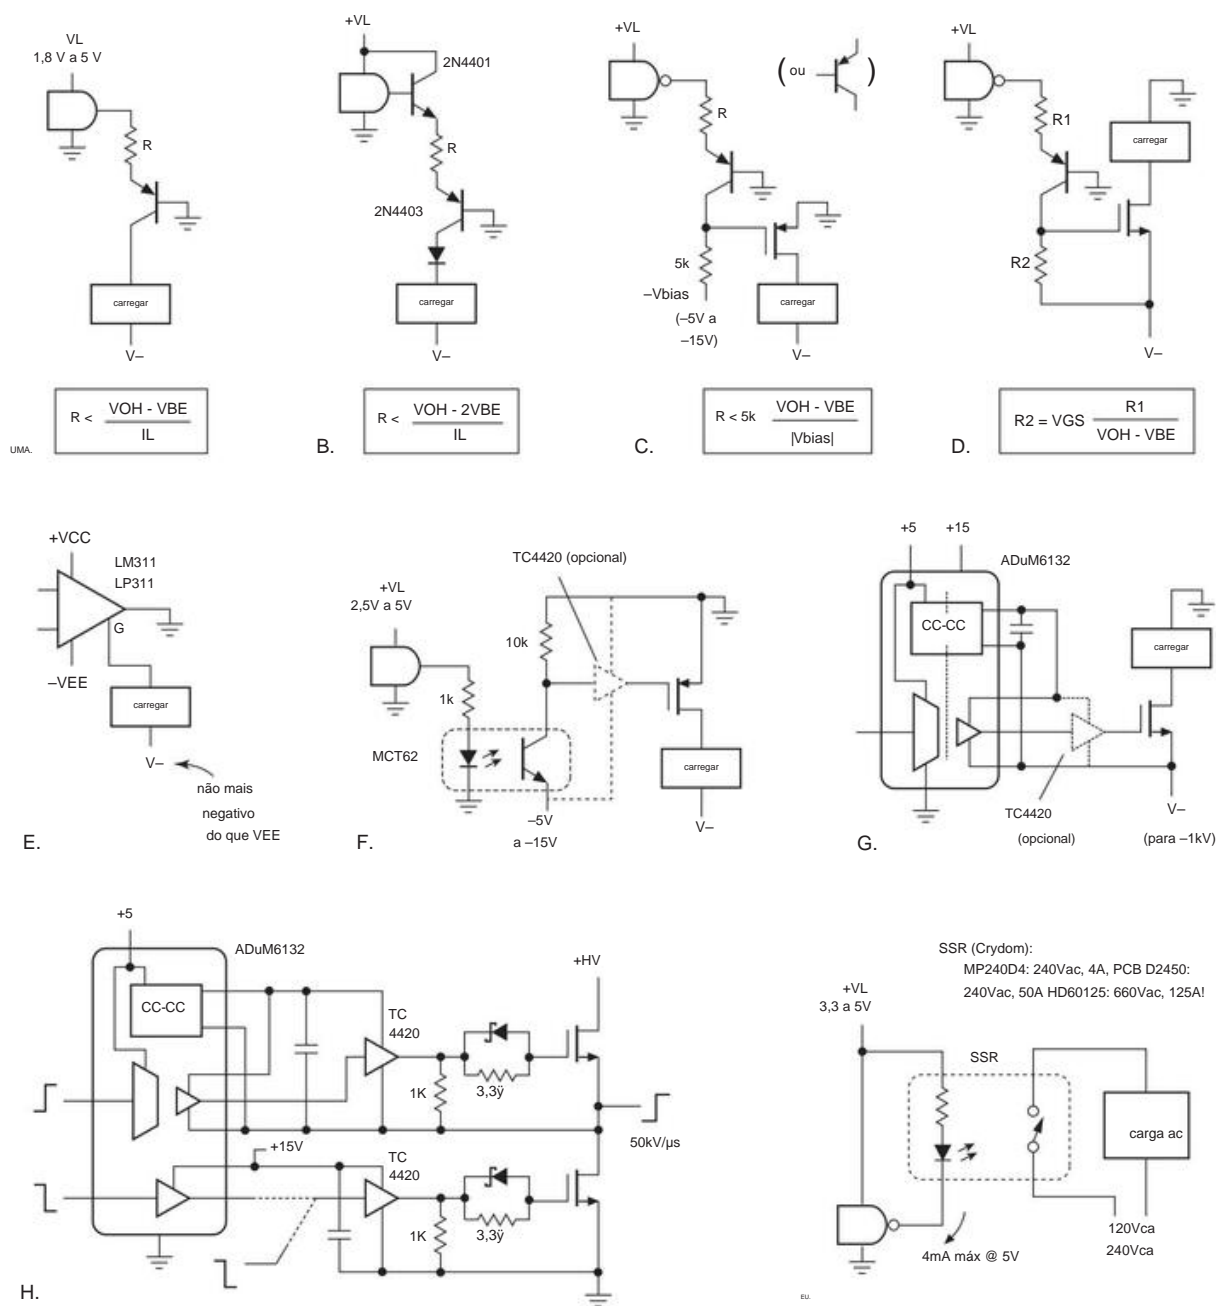 VL
1,8 V a 5 V
R
carregar
V–
R < VOH - VBE
IL
UMA.
+VL
2N4401
R
2N4403
carregar
V–
R < VOH - 2VBE
IL
B.
+VL
R
( ou )
5k
–Vbias
(–5V a
–15V)
carregar
V–
R < 5k VOH - VBE
|Vbias|
C.
+VL
R1
carregar
R2
V–
R2 = VGS R1
VOH - VBE
D.
+VCC
LM311
LP311
G
–VEE
carregar
V–
não mais
negativo
do que VEE
E.
TC4420 (opcional)
+VL
2,5V a 5V
10k
1k
MCT62
carregar
–5V
a –15V
V–
F.
+5
+15
ADuM6132
CC-CC
carregar
TC4420
(opcional)
V–
(para –1kV)
G.
+5
ADuM6132
CC-CC
TC
4420
+HV
1K
3,3ÿ
50kV/µs
+15V
TC
4420
1K
3,3ÿ
H.
SSR (Crydom):
MP240D4: 240Vac, 4A, PCB D2450:
240Vac, 50A HD60125: 660Vac, 125A!
+VL
3,3 a 5V
SSR
carga ac
120Vca
240Vca
4mA máx @ 5V
EU.